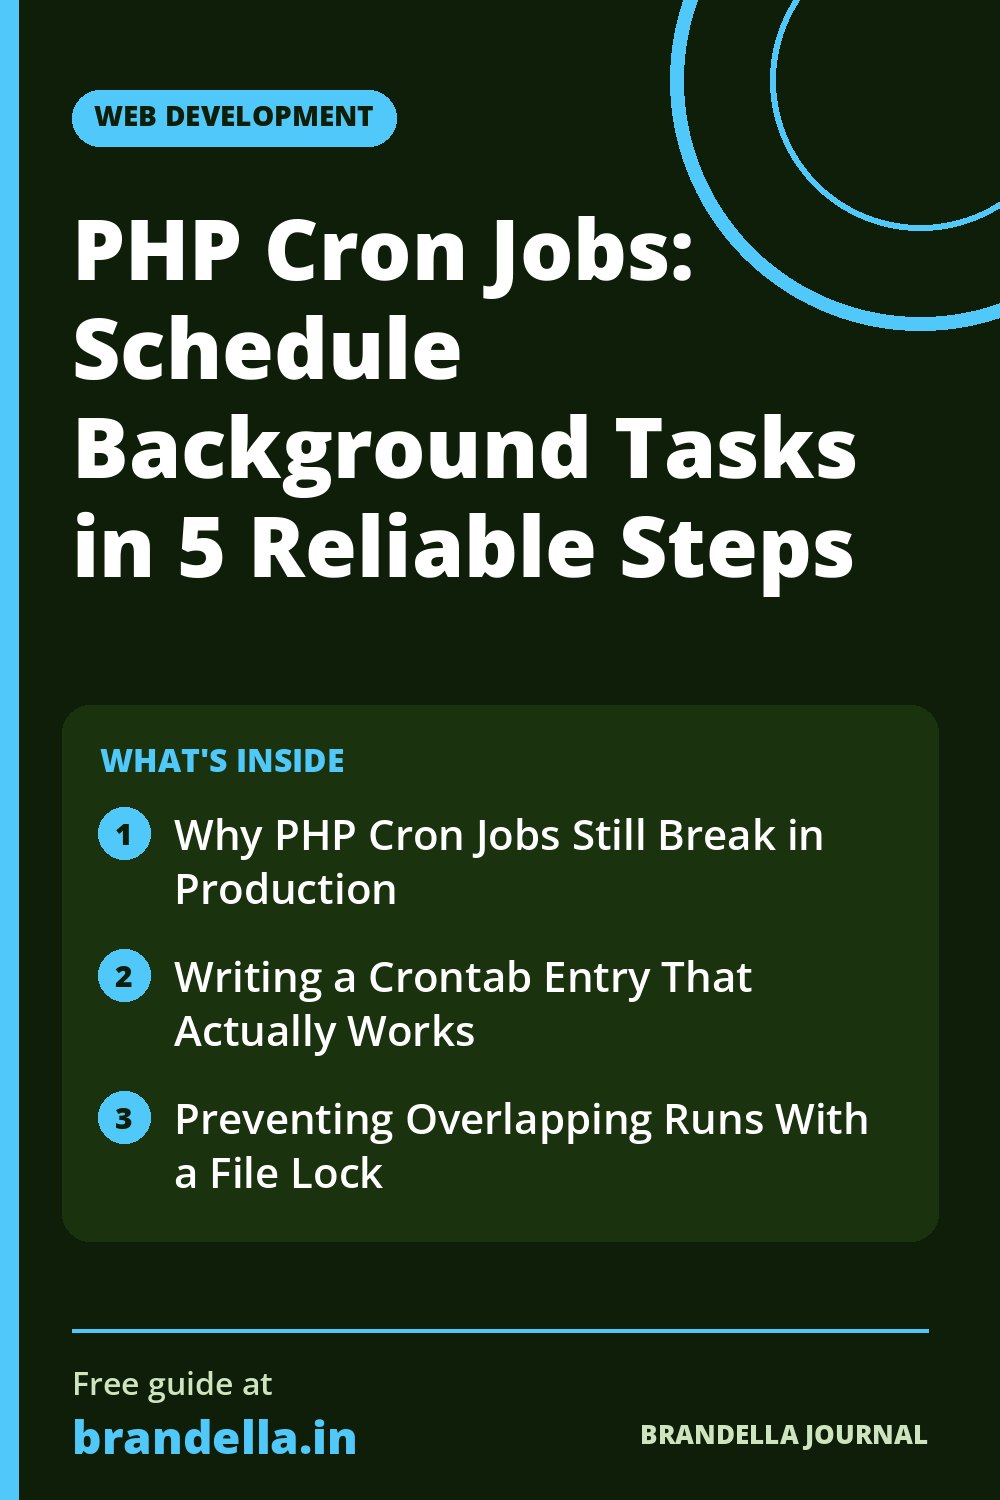 WEB DEVELOPMENT
PHP Cron Jobs:
Schedule
Background Tasks
in 5 Reliable Steps
WHAT'S INSIDE
1 Why PHP Cron Jobs Still Break in
Production
2 Writing a Crontab Entry That
Actually Works
3 Preventing Overlapping Runs With
a File Lock
Free guide at
brandella.in
BRANDELLA JOURNAL